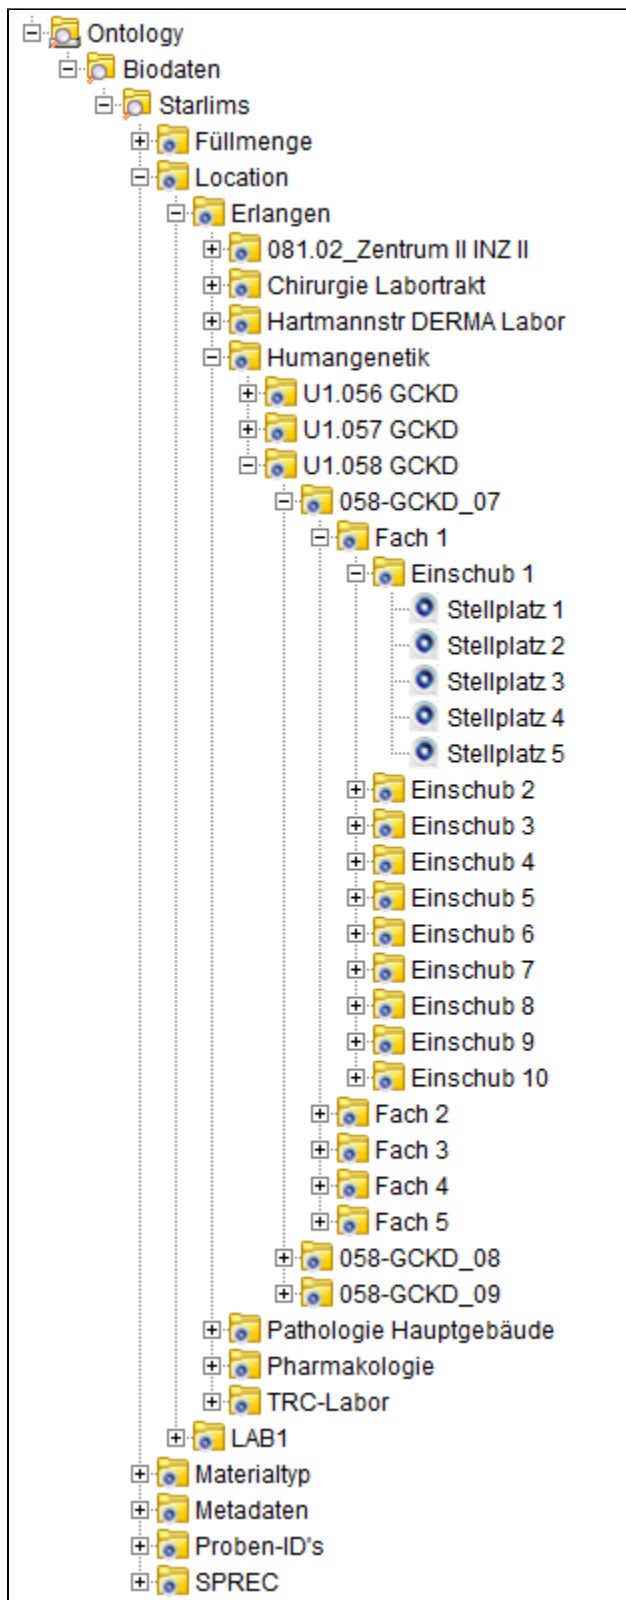 Ontology
Biodaten
Starlims
Füllmenge
Location
Erlangen
081.02_Zentrum II INZ II
Chirurgie Labortrakt
Hartmannstr DERMA Labor
Humangenetik
U1.056 GCKD
U1.057 GCKD
U1.058 GCKD
058-GCKD_07
Fach 1
Einschub 1
Stellplatz 1
Stellplatz 2
Stellplatz 3
Stellplatz 4
Stellplatz 5
Einschub 2
Einschub 3
Einschub 4
Einschub 5
Einschub 6
Einschub 7
Einschub 8
Einschub 9
Einschub 10
Fach 2
Fach 3
Fach 4
Fach 5
058-GCKD_08
058-GCKD_09
Pathologie Hauptgebäude
Pharmakologie
TRC-Labor
LAB1
Materialtyp
Metadaten
Proben-ID's
SPREC